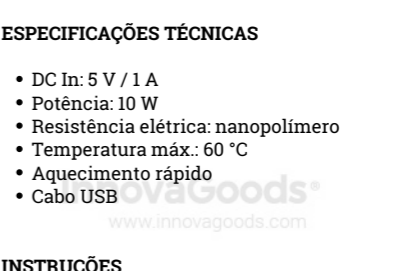 ESPECIFICAÇÕES TÉCNICAS
• DC In: 5 V / 1 A
• Potência: 10 W
• Resistência elétrica: nanopolímero
• Temperatura máx.: 60 °C
• Aquecimento rápido
• Cabo USB
InnovaGoods®
www.innovagoods.com
INSTRUÇÕES